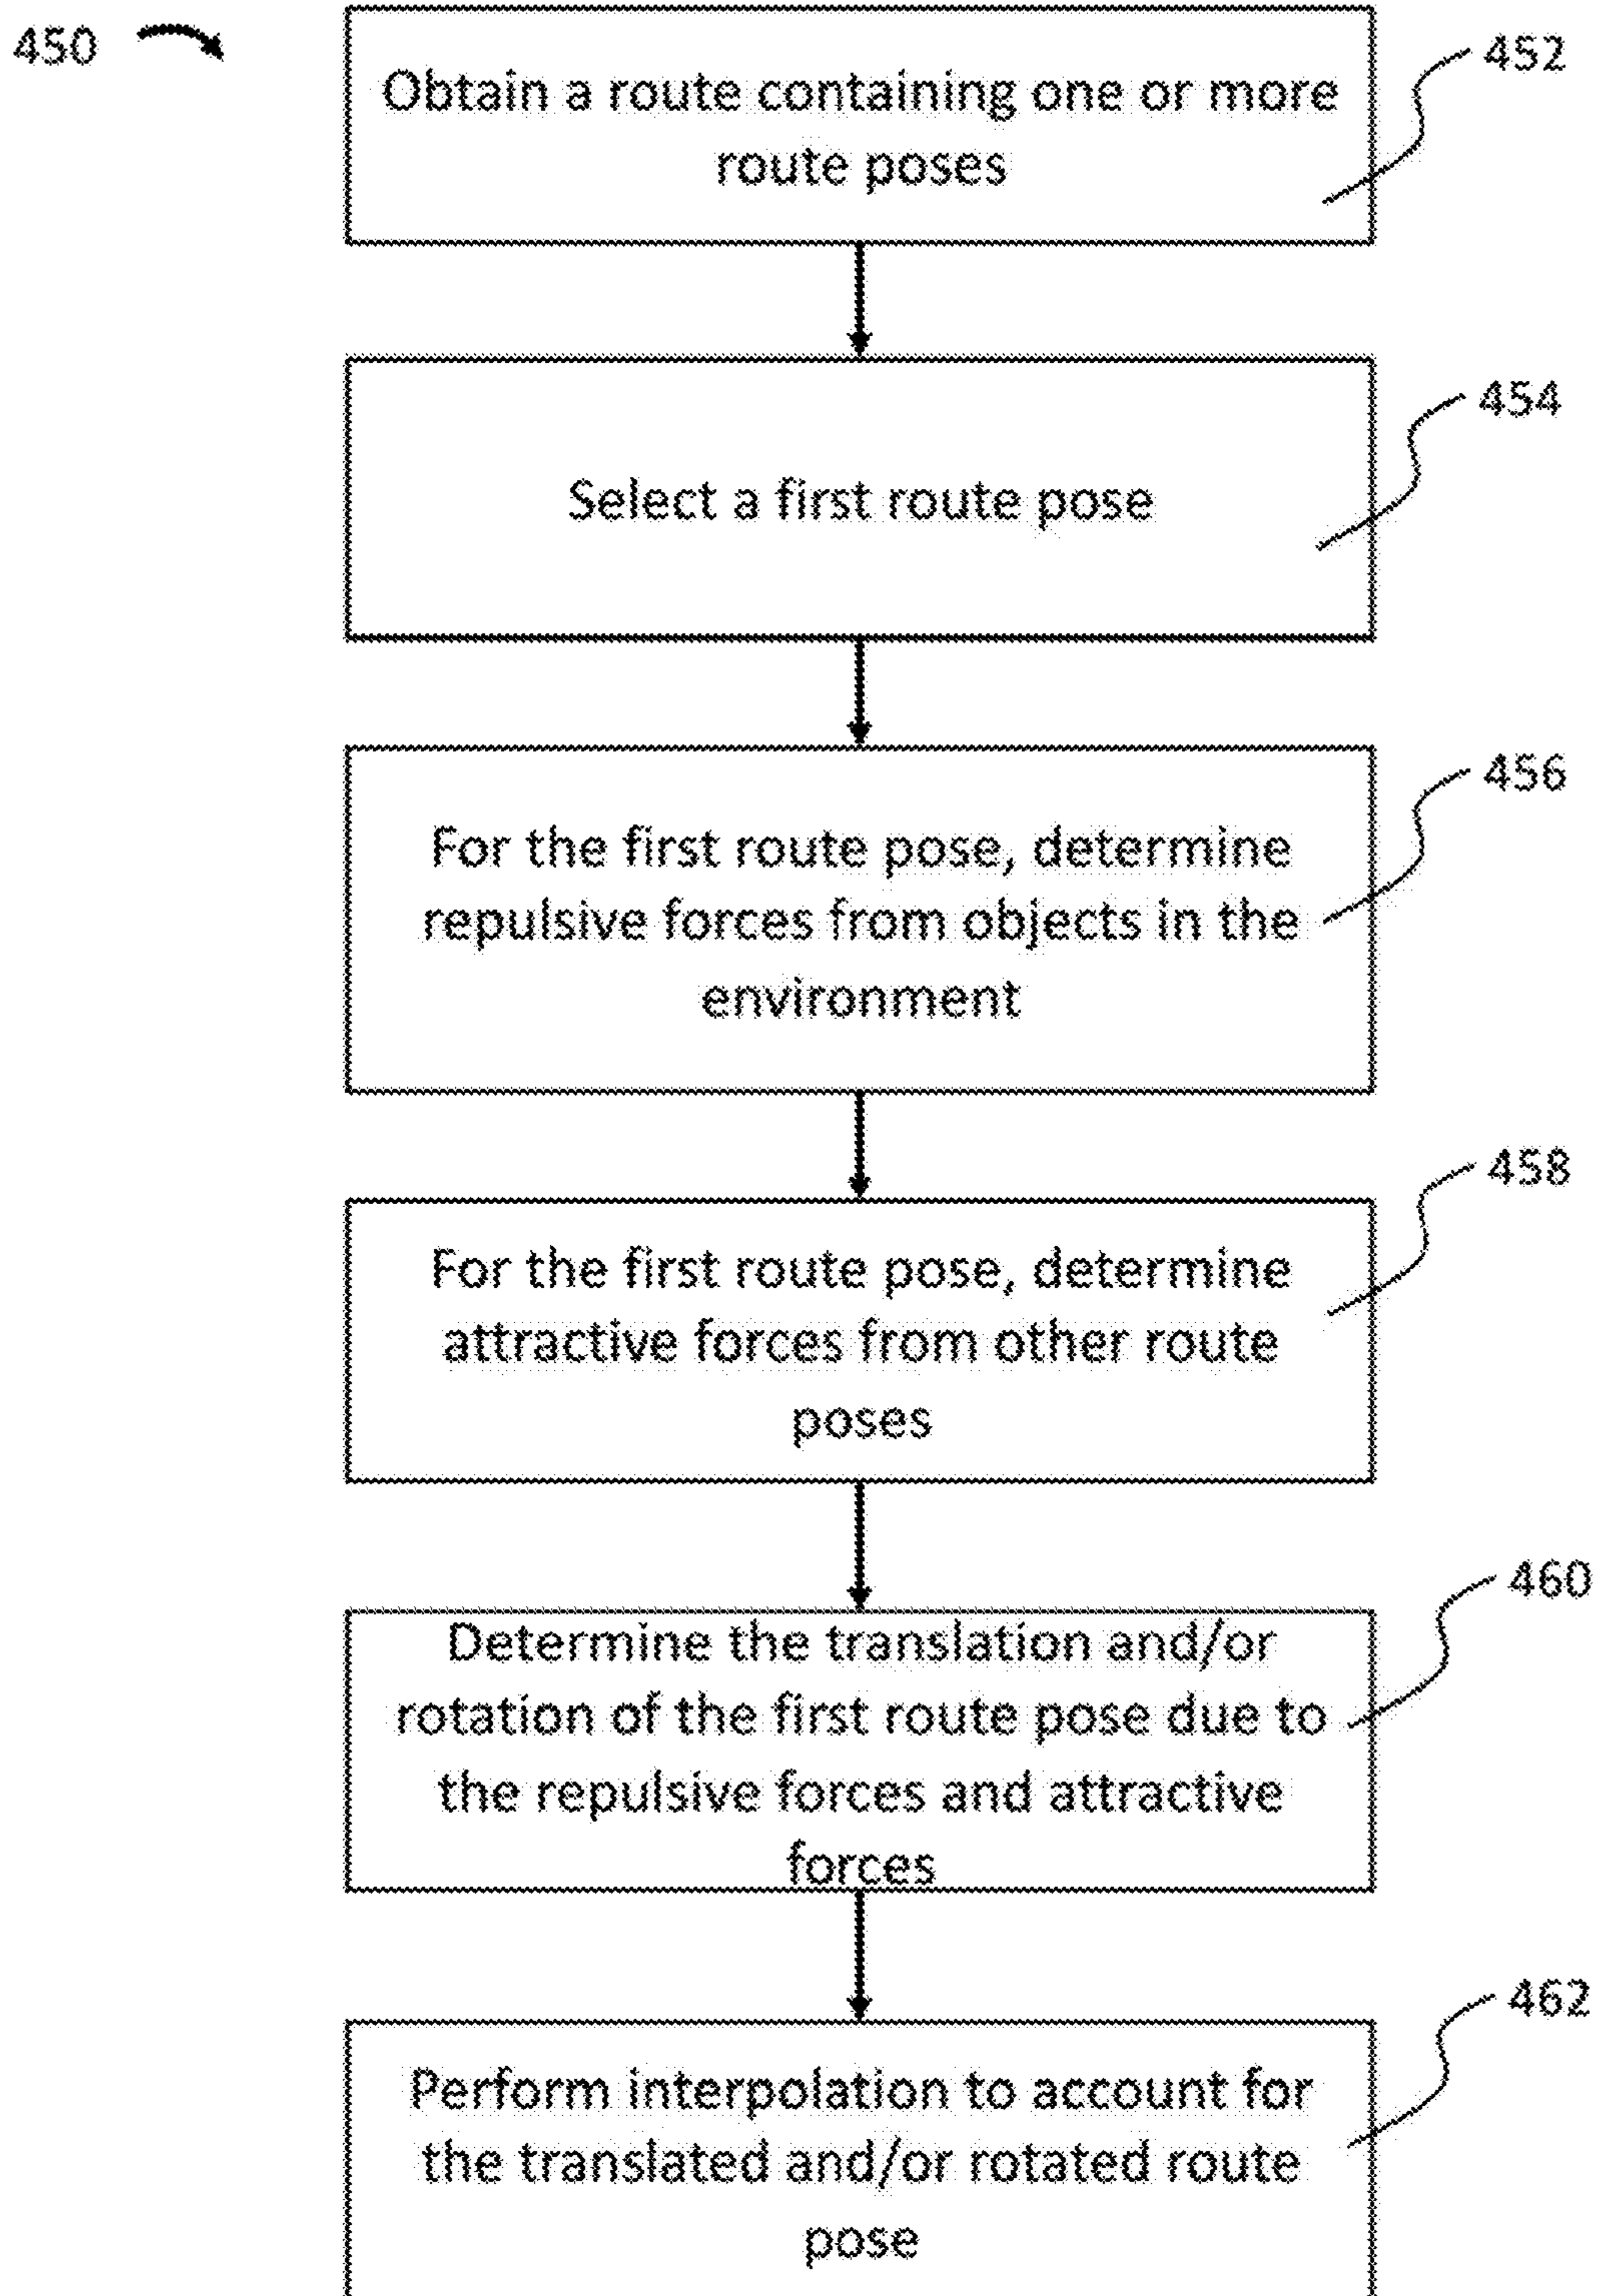 450
452
Obtain a route containing one or more
route poses
454
Select a first route pose
456
For the first route pose, determine
repulsive forces from objects in the
environment
458
For the first route pose, determine
attractive forces from other route
poses
460
Determine the translation and/or
rotation of the first route pose due to
the repulsive forces and attractive
forces
462
Perform interpolation to account for
the translated and/or rotated route
pose